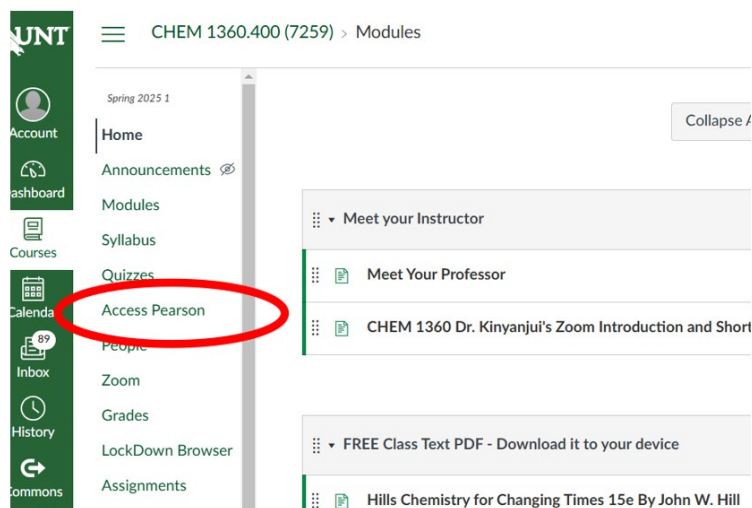 UNT
CHEM 1360.400 (7259) › Modules
Spring 2025 1
Account
Home
Announcements
Dashboard
Modules
Syllabus
Courses
Quizzes
Access Pearson
Calendar
People
89
Inbox
Zoom
Grades
History
LockDown Browser
Assignments
Commons
Collapse A
Meet your Instructor
Meet Your Professor
CHEM 1360 Dr. Kinyanjui's Zoom Introduction and Short
FREE Class Text PDF - Download it to your device
Hills Chemistry for Changing Times 15e By John W. Hill